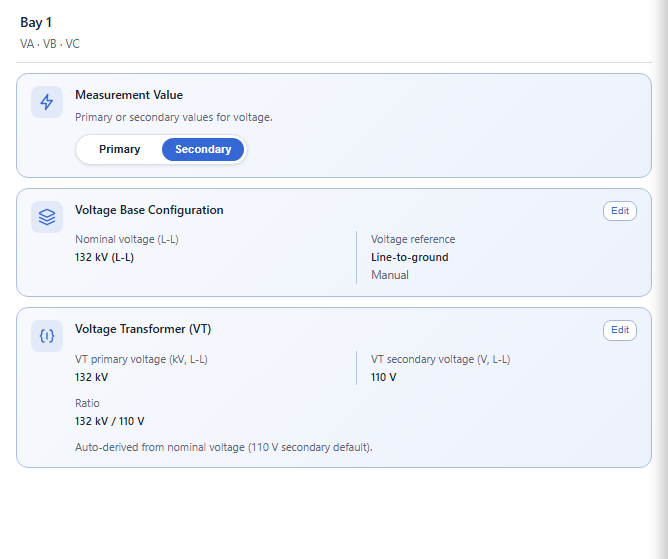 Bay 1
VA · VB · VC
Measurement Value
Primary or secondary values for voltage.
Primary Secondary
Voltage Base Configuration
Edit
Nominal voltage (L-L)
132 kV (L-L)
Voltage reference
Line-to-ground
Manual
Voltage Transformer (VT)
Edit
VT primary voltage (kV, L-L)
132 kV
VT secondary voltage (V, L-L)
110 V
Ratio
132 kV / 110 V
Auto-derived from nominal voltage (110 V secondary default).